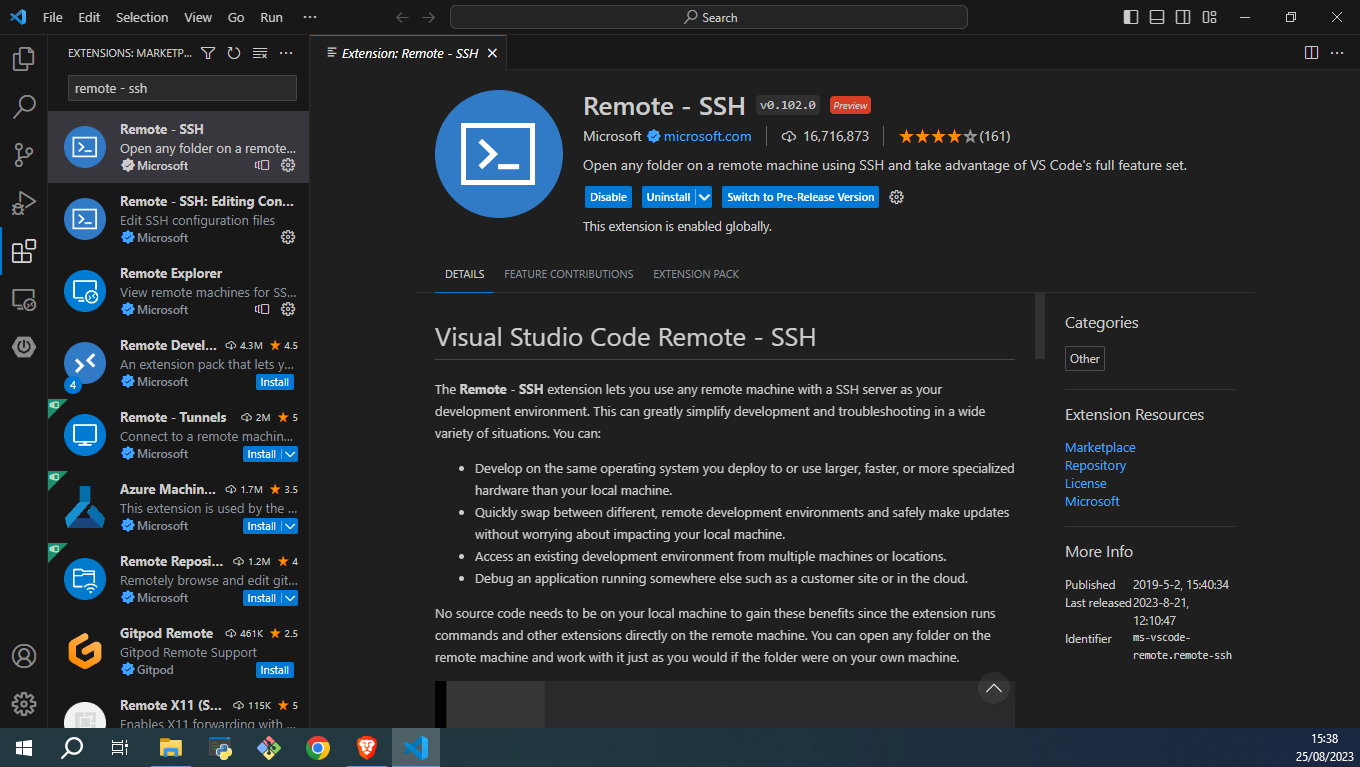 File Edit Selection View Go Run ···
Search
EXTENSIONS: MARKETP...
remote - ssh
Remote - SSH
Open any folder on a remote...
Microsoft
Remote - SSH: Editing Con...
Edit SSH configuration files
Microsoft
Remote Explorer
View remote machines for SS...
Microsoft
Remote Devel... 4.3M 4.5
An extension pack that lets y...
4 Microsoft Install
Remote - Tunnels 2M 5
Connect to a remote machin...
Microsoft Install
Azure Machin... 1.7M 3.5
This extension is used by the ...
Microsoft Install
Remote Reposi... 1.2M 4
Remotely browse and edit git...
Microsoft Install
Gitpod Remote 461K 2.5
Gitpod Remote Support
Gitpod Install
Remote X11 (S... 115K 5
Enables X11 forwarding with ...
Extension: Remote - SSH
Remote - SSH v0.102.0 Preview
Microsoft microsoft.com 16,716,873 (161)
Open any folder on a remote machine using SSH and take advantage of VS Code's full feature set.
Disable Uninstall Switch to Pre-Release Version
This extension is enabled globally.
DETAILS FEATURE CONTRIBUTIONS EXTENSION PACK
Visual Studio Code Remote - SSH
The Remote - SSH extension lets you use any remote machine with a SSH server as your
development environment. This can greatly simplify development and troubleshooting in a wide
variety of situations. You can:
• Develop on the same operating system you deploy to or use larger, faster, or more specialized
hardware than your local machine.
• Quickly swap between different, remote development environments and safely make updates
without worrying about impacting your local machine.
• Access an existing development environment from multiple machines or locations.
• Debug an application running somewhere else such as a customer site or in the cloud.
No source code needs to be on your local machine to gain these benefits since the extension runs
commands and other extensions directly on the remote machine. You can open any folder on the
remote machine and work with it just as you would if the folder were on your own machine.
Categories
Other
Extension Resources
Marketplace
Repository
License
Microsoft
More Info
Published 2019-5-2, 15:40:34
Last released 2023-8-21,
12:10:47
Identifier ms-vscode-
remote.remote-ssh
15:38
25/08/2023